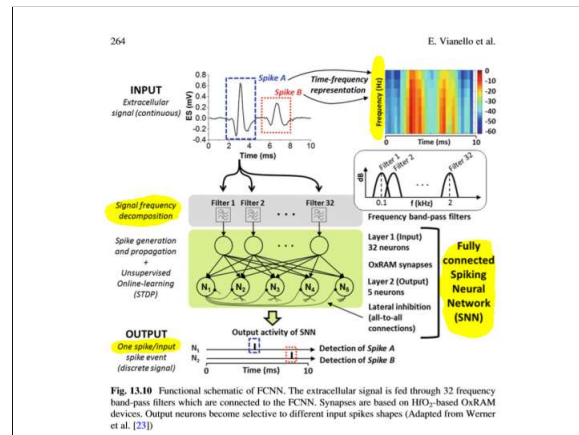 264
E. Vianello et al.
INPUT
Extracellular
signal (continuous)
ES (mV)
0.8
0.6
0.4
0.2
0.0
-0.2
-0.4
Spike A
Spike B
0 2 4 6 8 10
Time (ms)
Time-frequency
representation
Frequency (Hz)
0
-10
-20
-30
-40
-50
-60
0 Time (ms) 10
Filter 1
Filter 2
Filter 32
dB
. . .
0.1 f (kHz) 2
Frequency band-pass filters
Signal frequency
decomposition
Filter 1 Filter 2 Filter 32
. . .
Spike generation
and propagation
+
Unsupervised
Online-learning
(STDP)
. . .
N1 N2 N3 N4 N5
Layer 1 (Input)
32 neurons
OxRAM synapses
Layer 2 (Output)
5 neurons
Lateral inhibition
(all-to-all
connections)
Fully
connected
Spiking
Neural
Network
(SNN)
OUTPUT
One spike/input
spike event
(discrete signal)
Output activity of SNN
N1 Detection of Spike A
N2 Detection of Spike B
0 Time (ms) 10
Fig. 13.10 Functional schematic of FCNN. The extracellular signal is fed through 32 frequency
band-pass filters which are connected to the FCNN. Synapses are based on HfO2-based OxRAM
devices. Output neurons become selective to different input spikes shapes (Adapted from Werner
et al. [23])